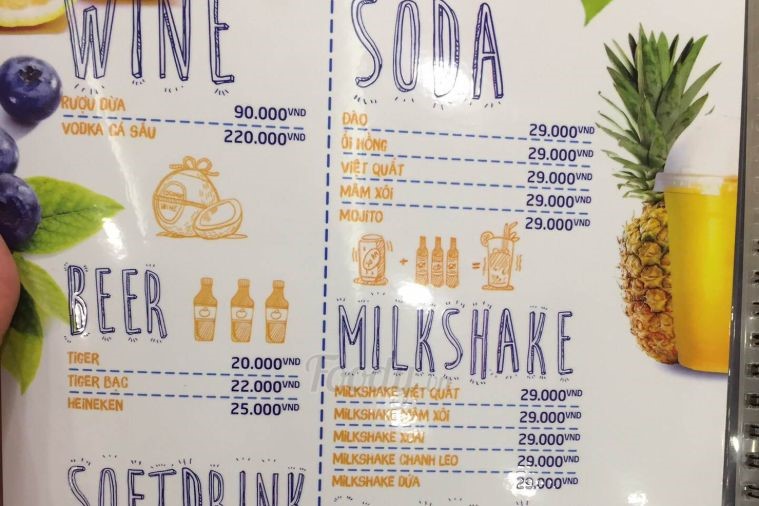 WINE
RƯỢU DỪA 90.000VND
VODKA CÁ SẤU 220.000VND
BEER
TIGER 20.000VND
TIGER BẠC 22.000VND
HEINEKEN 25.000VND
SOFTDRINK
SODA
ĐÀO 29.000VND
ỔI HỒNG 29.000VND
VIỆT QUẤT 29.000VND
MÂM XÔI 29.000VND
MOJITO 29.000VND
MILKSHAKE
MILKSHAKE VIỆT QUẤT 29.000VND
MILKSHAKE MÂM XÔI 29.000VND
MILKSHAKE XOÀI 29.000VND
MILKSHAKE CHANH LEO 29.000VND
MILKSHAKE DỨA 29.000VND